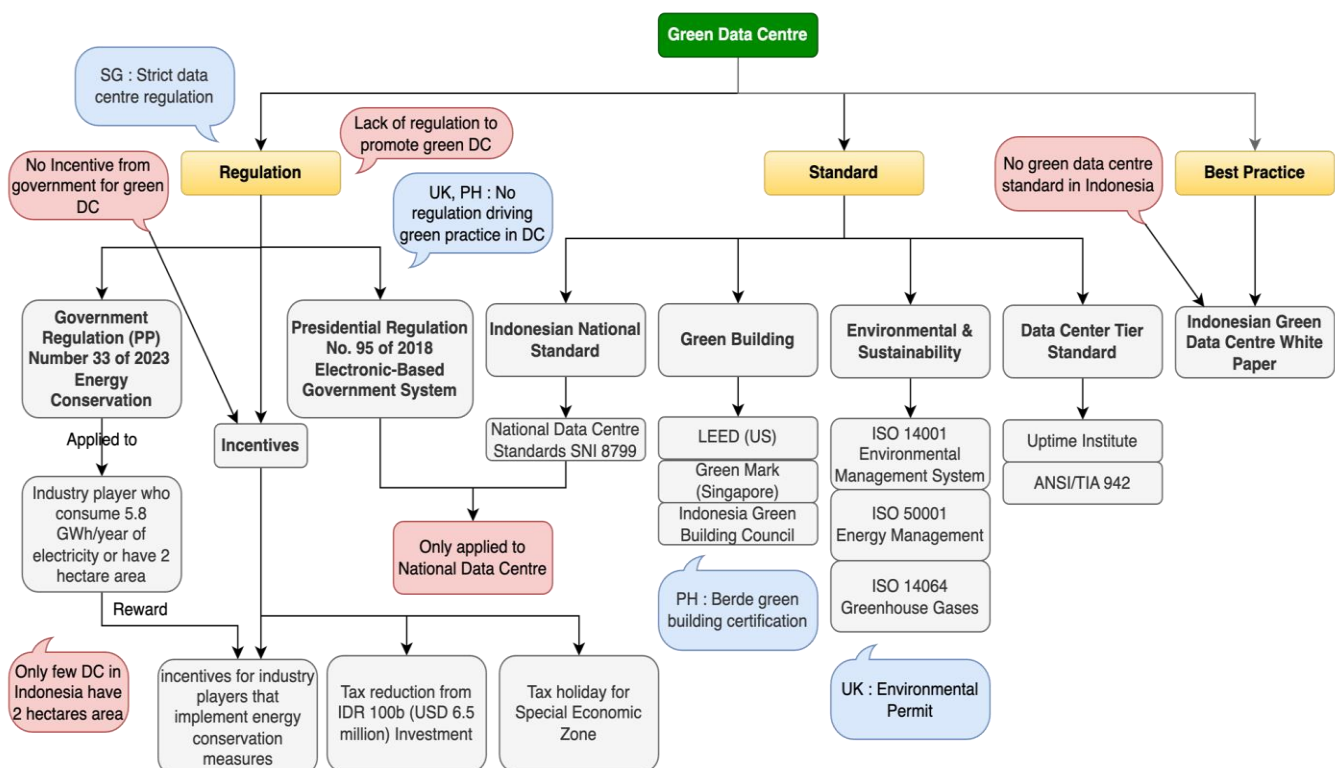 Green Data Centre
SG : Strict data
centre regulation
Lack of regulation to
promote green DC
No Incentive from
government for green
DC
Regulation
Standard
No green data centre
standard in Indonesia
Best Practice
UK, PH : No
regulation driving
green practice in DC
Government
Regulation (PP)
Number 33 of 2023
Energy
Conservation
Presidential Regulation
No. 95 of 2018
Electronic-Based
Government System
Indonesian National
Standard
Green Building
Environmental &
Sustainability
Data Center Tier
Standard
Indonesian Green
Data Centre White
Paper
Applied to
Incentives
National Data Centre
Standards SNI 8799
LEED (US)
Green Mark
(Singapore)
Indonesia Green
Building Council
ISO 14001
Environmental
Management System
ISO 50001
Energy Management
ISO 14064
Greenhouse Gases
Uptime Institute
ANSI/TIA 942
Industry player who
consume 5.8
GWh/year of
electricity or have 2
hectare area
Only applied to
National Data Centre
PH : Berde green
building certification
Reward
Only few DC in
Indonesia have
2 hectares area
incentives for industry
players that
implement energy
conservation
measures
Tax reduction from
IDR 100b (USD 6.5
million) Investment
Tax holiday for
Special Economic
Zone
UK : Environmental
Permit